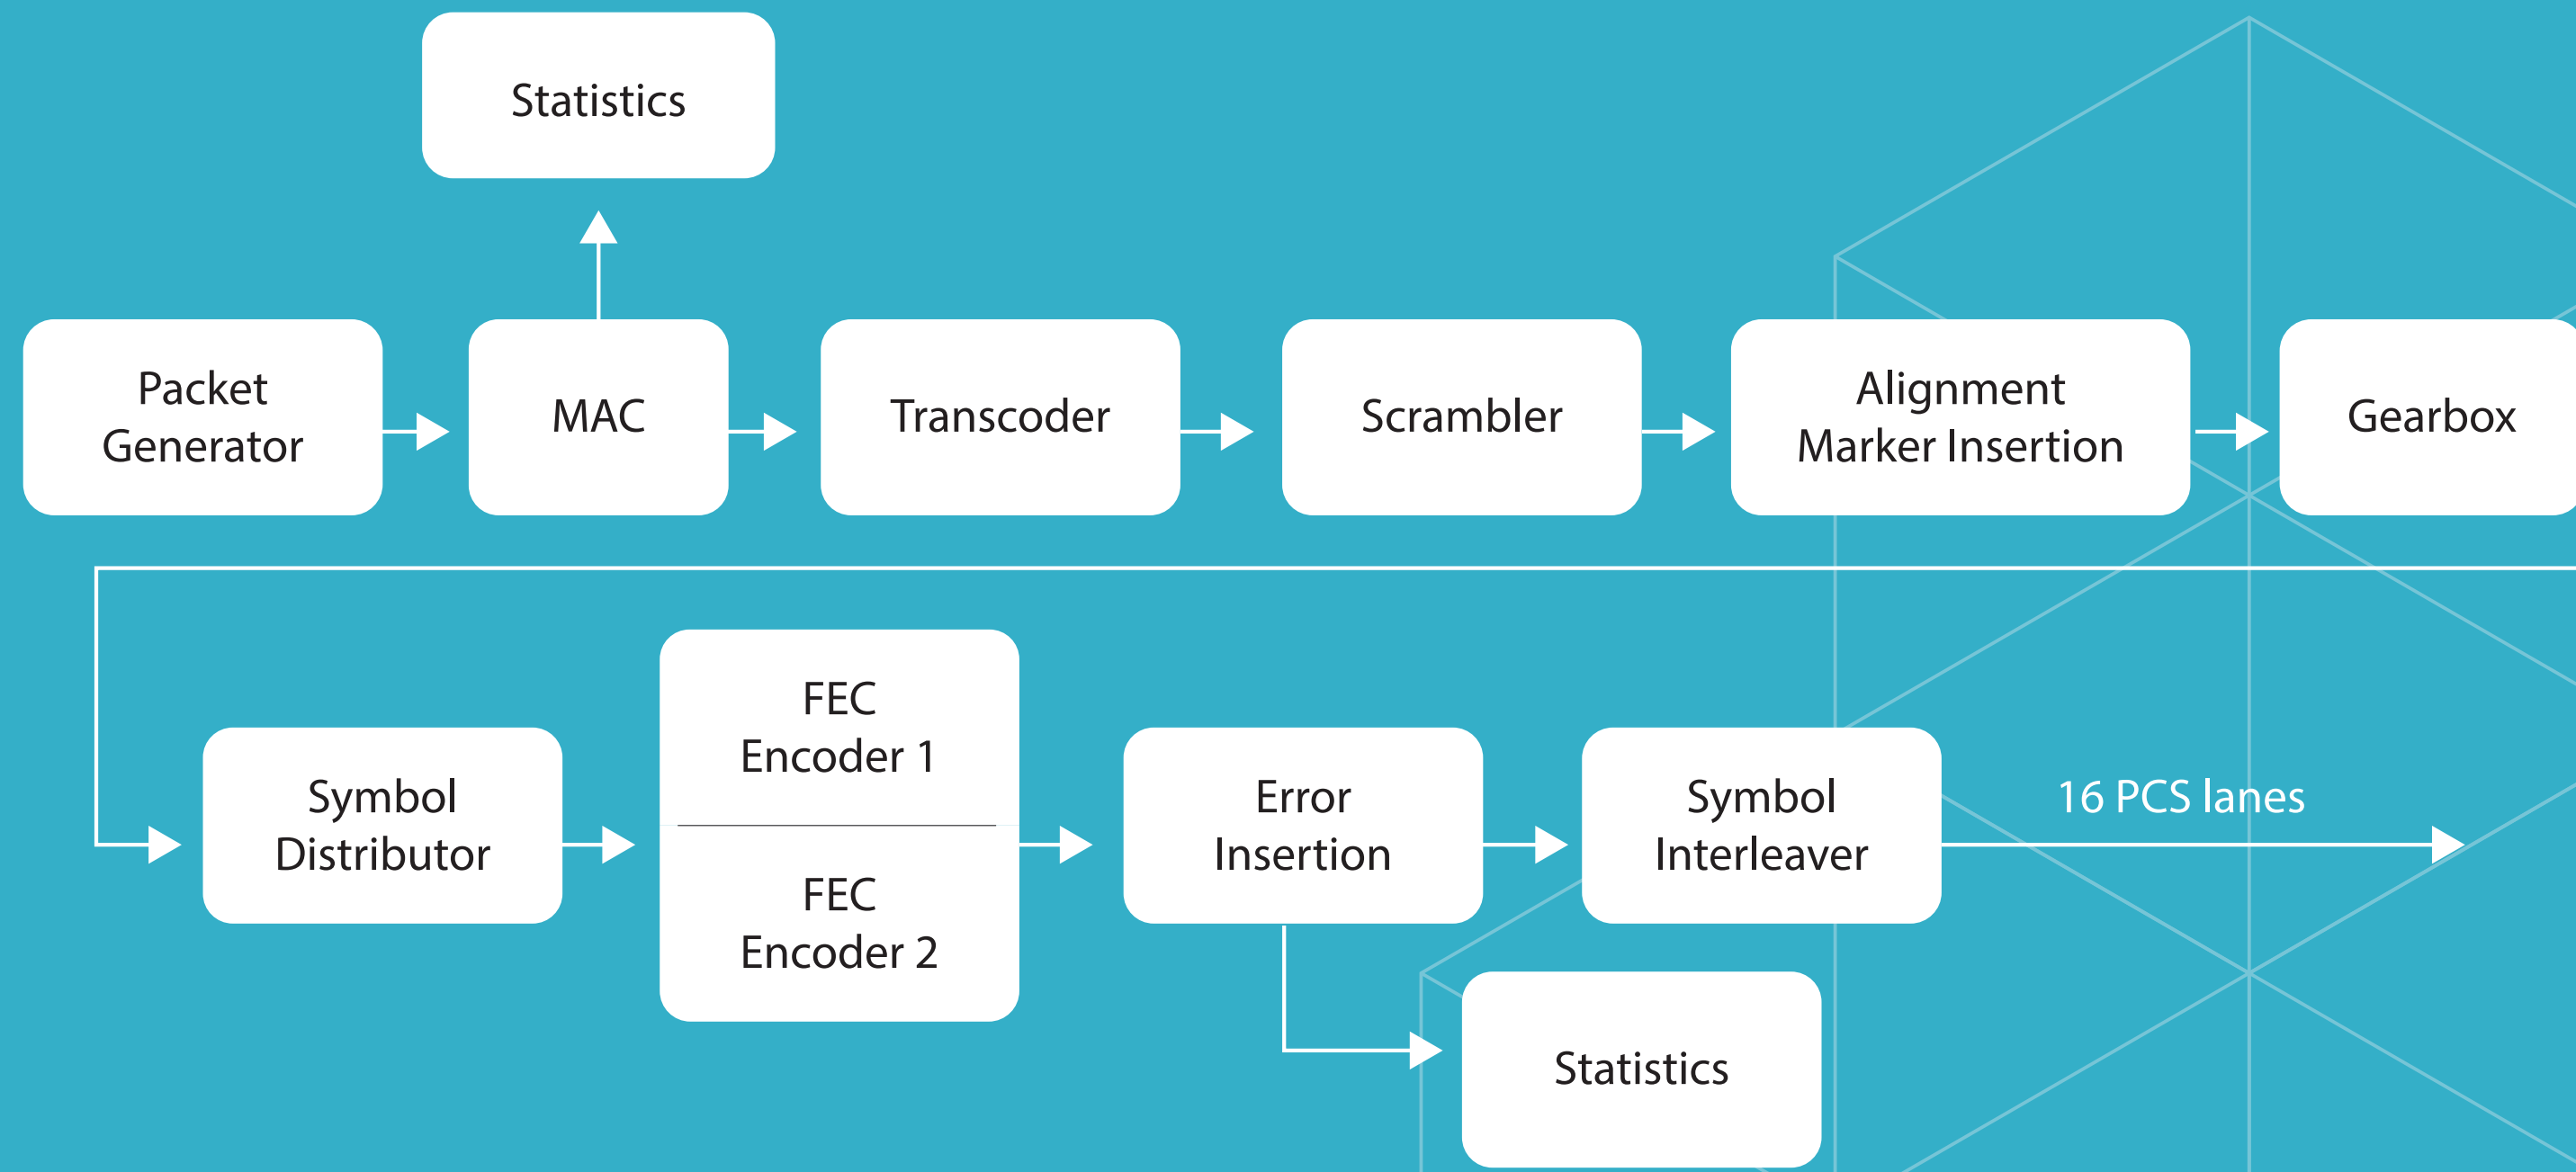 Statistics
Packet
Generator
MAC
Transcoder
Scrambler
Alignment
Marker Insertion
Gearbox
Symbol
Distributor
FEC
Encoder 1
FEC
Encoder 2
Error
Insertion
Symbol
Interleaver
16 PCS lanes
Statistics